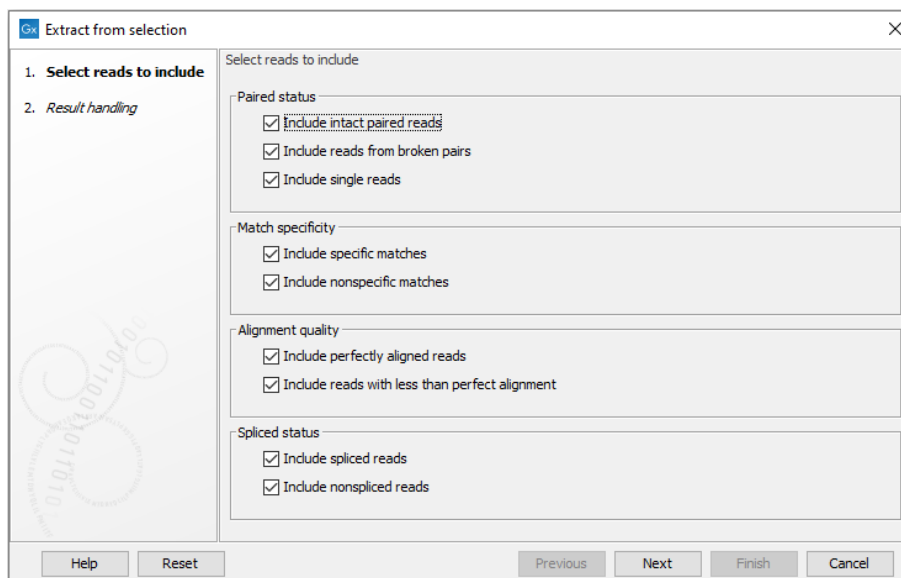 Gx Extract from selection
1. Select reads to include
2. Result handling
Select reads to include
Paired status
Include intact paired reads
Include reads from broken pairs
Include single reads
Match specificity
Include specific matches
Include nonspecific matches
Alignment quality
Include perfectly aligned reads
Include reads with less than perfect alignment
Spliced status
Include spliced reads
Include nonspliced reads
Help Reset Previous Next Finish Cancel